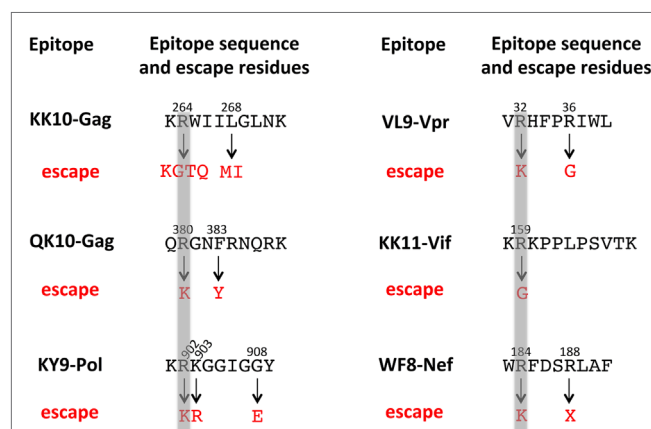 Epitope
Epitope sequence
and escape residues
KK10-Gag
264 268
KRWIILGLNK
escape
KGTQ MI
QK10-Gag
380 383
QRGNFRNQRK
escape
K Y
KY9-Pol
902 903 908
KRKGGIGGY
escape
KR E
Epitope
Epitope sequence
and escape residues
VL9-Vpr
32 36
VRHFPRIWL
escape
K G
KK11-Vif
159
KRKPPLPSVTK
escape
G
WF8-Nef
184 188
WRFDSRLAF
escape
K X